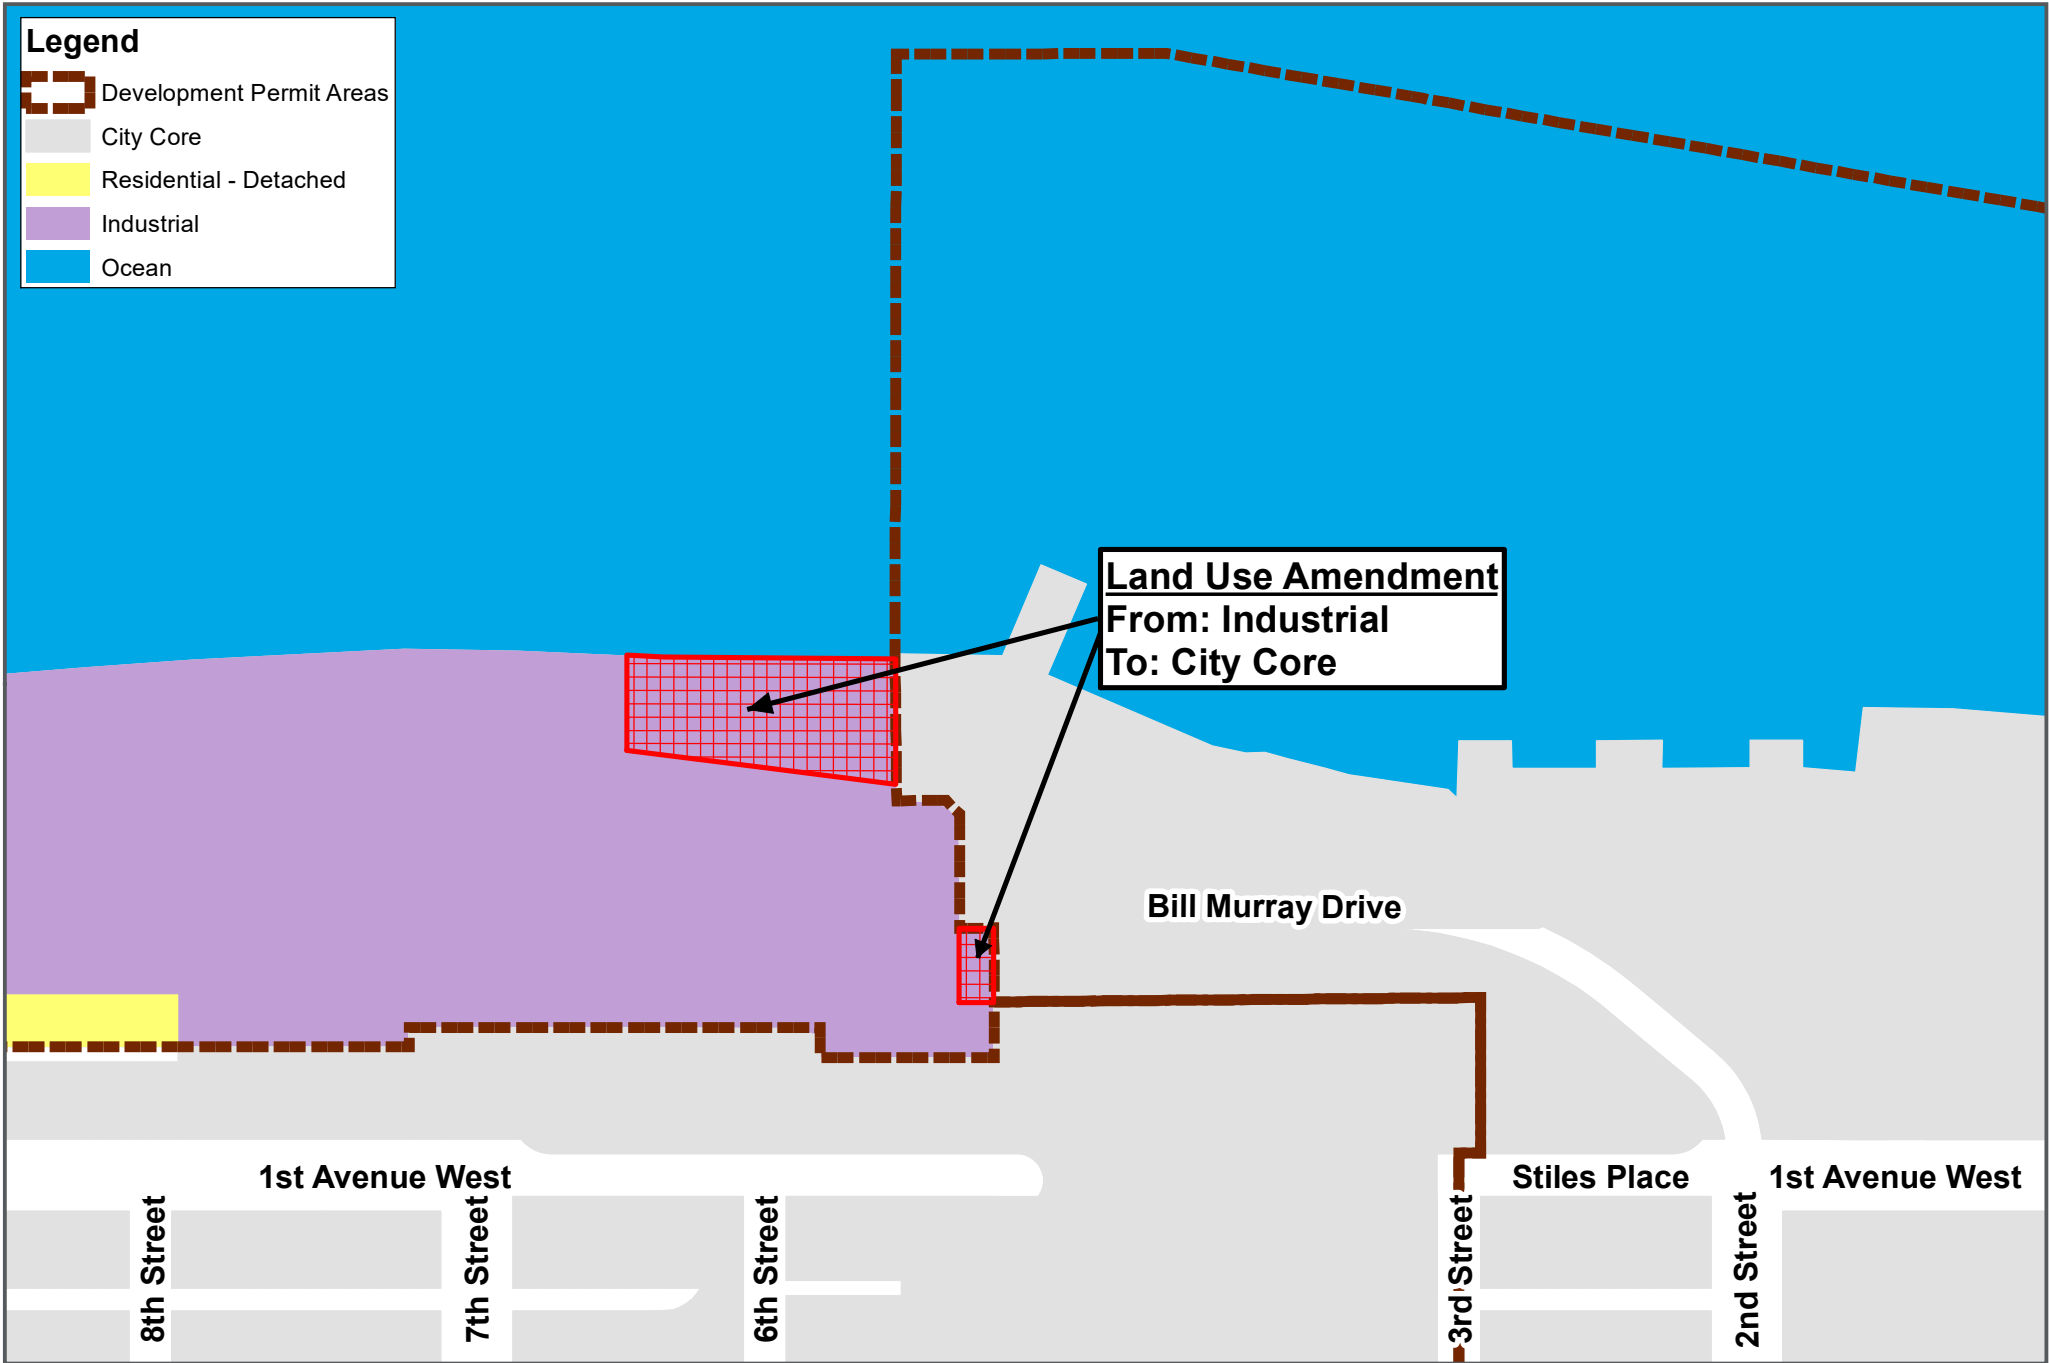 Legend
Development Permit Areas
City Core
Residential - Detached
Industrial
Ocean
Land Use Amendment
From: Industrial
To: City Core
Bill Murray Drive
1st Avenue West
Stiles Place
1st Avenue West
8th Street
7th Street
6th Street
3rd Street
2nd Street